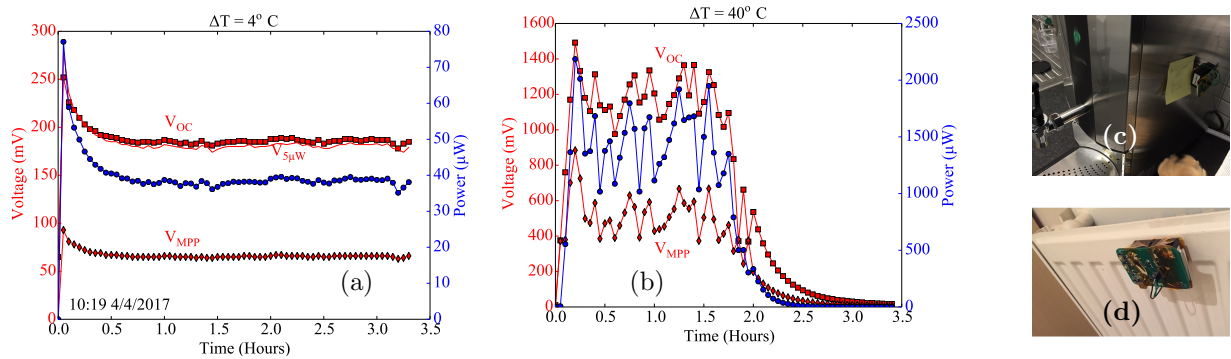 ΔT = 4° C
300
250
200
150
100
50
0
Voltage (mV)
80
70
60
50
40
30
20
10
0
Power (μW)
V_OC
V_5μW
V_MPP
(a)
10:19 4/4/2017
0.0 0.5 1.0 1.5 2.0 2.5 3.0 3.5
Time (Hours)
ΔT = 40° C
1600
1400
1200
1000
800
600
400
200
0
Voltage (mV)
2500
2000
1500
1000
500
0
Power (μW)
V_OC
V_MPP
(b)
0.0 0.5 1.0 1.5 2.0 2.5 3.0 3.5
Time (Hours)
(c)
(d)